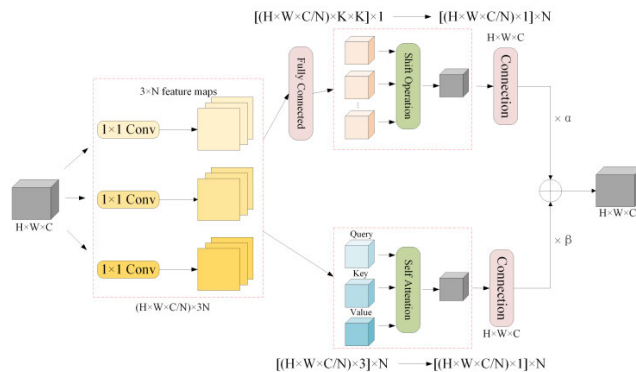 [(H×W×C/N)×K×K]×1 [(H×W×C/N)×1]×N
H×W×C
3×N feature maps
Fully Connected
Shift Operation
Connection
1×1 Conv
× α
1×1 Conv
H×W×C
H×W×C
× β
1×1 Conv
Query
Key
Value
Self Attention
Connection
(H×W×C/N)×3N
H×W×C
[(H×W×C/N)×3]×N [(H×W×C/N)×1]×N